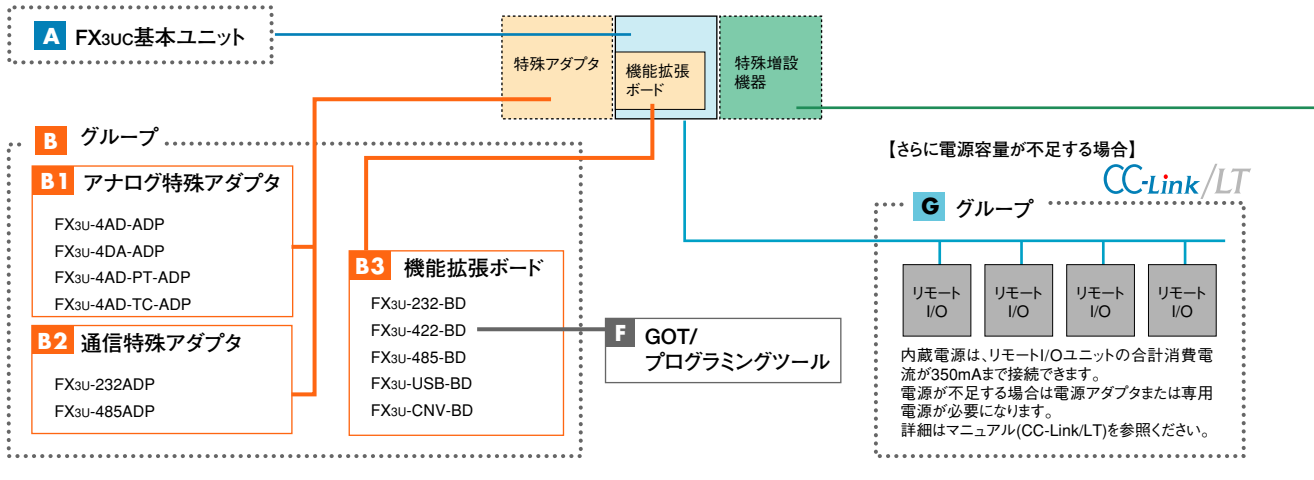 A FX3UC基本ユニット
特殊アダプタ
機能拡張
ボード
特殊増設
機器
B グループ
B1 アナログ特殊アダプタ
FX3U-4AD-ADP
FX3U-4DA-ADP
FX3U-4AD-PT-ADP
FX3U-4AD-TC-ADP
B2 通信特殊アダプタ
FX3U-232ADP
FX3U-485ADP
B3 機能拡張ボード
FX3U-232-BD
FX3U-422-BD
FX3U-485-BD
FX3U-USB-BD
FX3U-CNV-BD
F GOT/
プログラミングツール
【さらに電源容量が不足する場合】
CC-Link/LT
G グループ
リモート
I/O
リモート
I/O
リモート
I/O
リモート
I/O
内蔵電源は、リモートI/Oユニットの合計消費電
流が350mAまで接続できます。
電源が不足する場合は電源アダプタまたは専用
電源が必要になります。
詳細はマニュアル(CC-Link/LT)を参照ください。